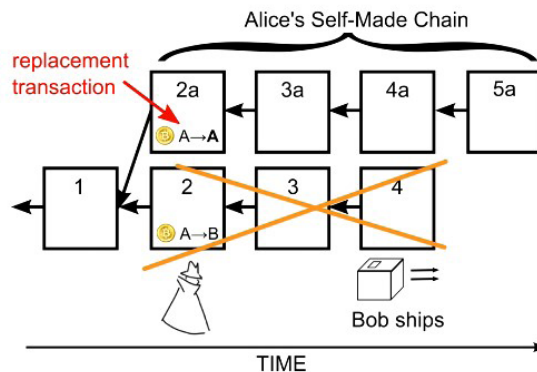 Alice's Self-Made Chain
replacement
transaction
2a
3a
4a
5a
A→A
1
2
3
4
A→B
Bob ships
TIME